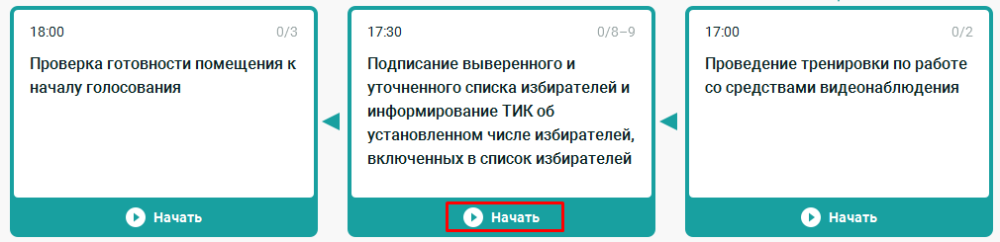 18:00 0/3
Проверка готовности помещения к
началу голосования
Начать
17:30 0/8–9
Подписание выверенного и
уточненного списка избирателей и
информирование ТИК об
установленном числе избирателей,
включенных в список избирателей
Начать
17:00 0/2
Проведение тренировки по работе
со средствами видеонаблюдения
Начать